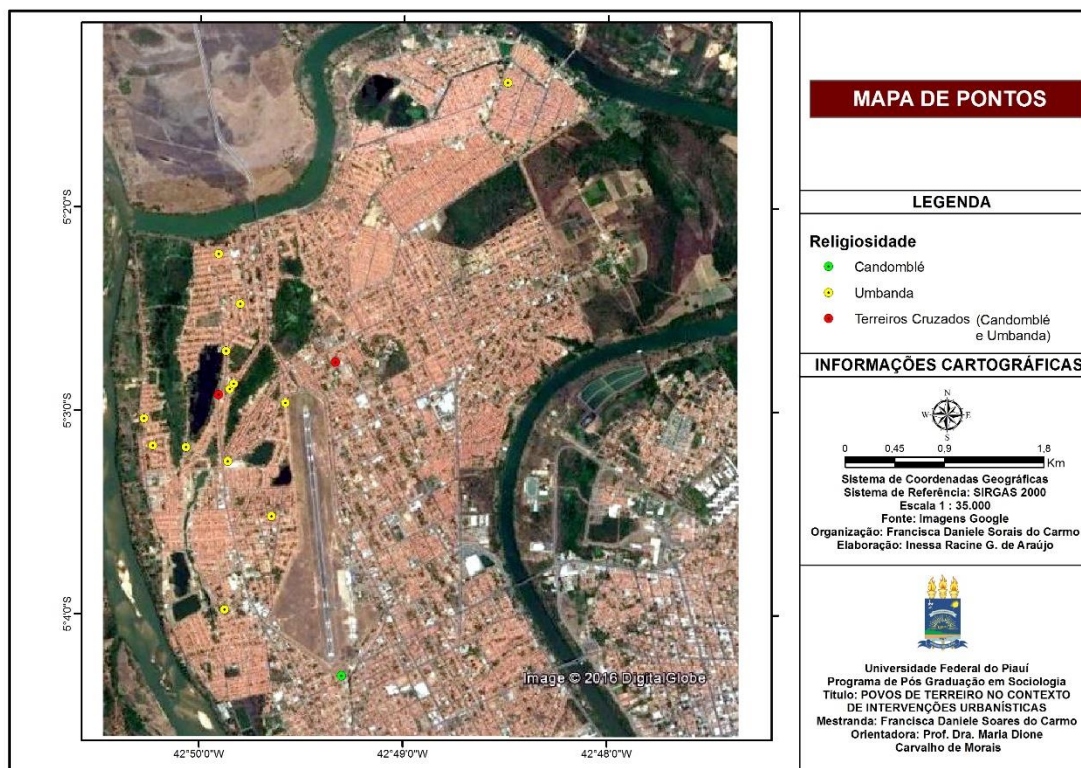 MAPA DE PONTOS
LEGENDA
Religiosidade
Candomblé
Umbanda
Terreiros Cruzados (Candomblé
e Umbanda)
INFORMAÇÕES CARTOGRÁFICAS
N
W E
S
0 0,45 0,9 1,8
Km
Sistema de Coordenadas Geográficas
Sistema de Referência: SIRGAS 2000
Escala 1 : 35.000
Fonte: Imagens Google
Organização: Francisca Daniele Sorais do Carmo
Elaboração: Inessa Racine G. de Araújo
Universidade Federal do Piauí
Programa de Pós Graduação em Sociologia
Título: POVOS DE TERREIRO NO CONTEXTO
DE INTERVENÇÕES URBANÍSTICAS
Mestranda: Francisca Daniele Soares do Carmo
Orientadora: Prof. Dra. Maria Dione
Carvalho de Morais
5°2'0"S
5°3'0"S
5°4'0"S
Image © 2016 DigitalGlobe
42°50'0"W 42°49'0"W 42°48'0"W